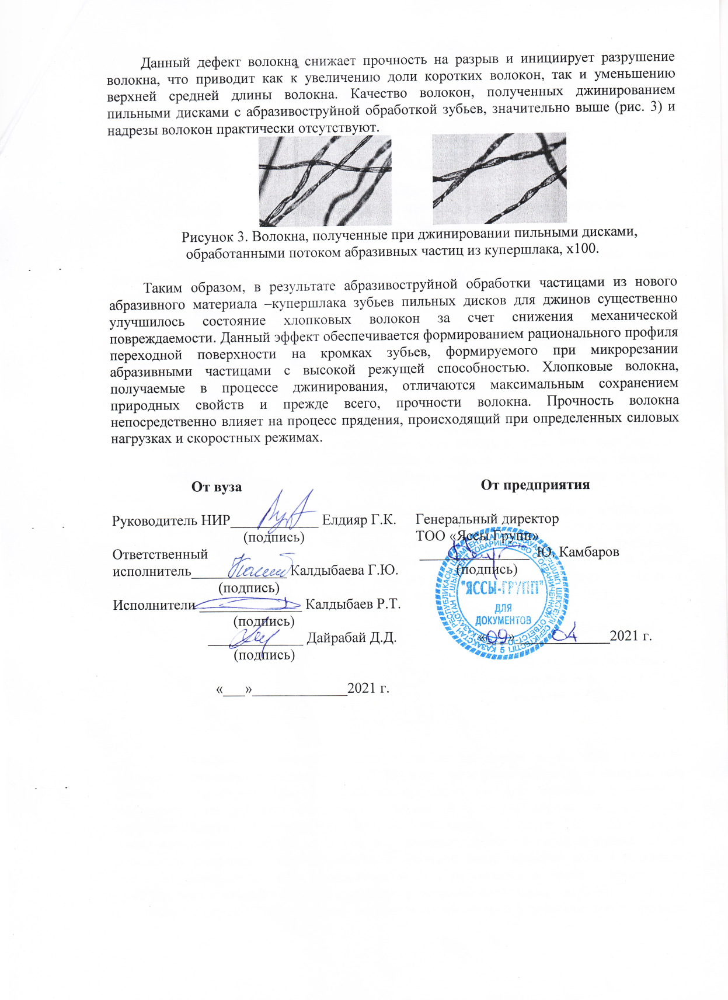 Данный дефект волокна снижает прочность на разрыв и инициирует разрушение
волокна, что приводит как к увеличению доли коротких волокон, так и уменьшению
верхней средней длины волокна. Качество волокон, полученных джинированием
пильными дисками с абразивоструйной обработкой зубьев, значительно выше (рис. 3) и
надрезы волокон практически отсутствуют.
Рисунок 3. Волокна, полученные при джинировании пильными дисками,
обработанными потоком абразивных частиц из купершлака, х100.
Таким образом, в результате абразивоструйной обработки частицами из нового
абразивного материала –купершлака зубьев пильных дисков для джинов существенно
улучшилось состояние хлопковых волокон за счет снижения механической
повреждаемости. Данный эффект обеспечивается формированием рационального профиля
переходной поверхности на кромках зубьев, формируемого при микрорезании
абразивными частицами с высокой режущей способностью. Хлопковые волокна,
получаемые в процессе джинирования, отличаются максимальным сохранением
природных свойств и прежде всего, прочности волокна. Прочность волокна
непосредственно влияет на процесс прядения, происходящий при определенных силовых
нагрузках и скоростных режимах.
От вуза
Руководитель НИР____________ Елдияр Г.К.
(подпись)
Ответственный
исполнитель_____________ Калдыбаева Г.Ю.
(подпись)
Исполнители______________ Калдыбаев Р.Т.
(подпись)
_____________ Дайрабай Д.Д.
(подпись)
«___»_____________2021 г.
От предприятия
Генеральный директор
ТОО «Яссы Групп»
_______________ Ю. Камбаров
(подпись)
"ЯССЫ-ГРУПП"
ДЛЯ
ДОКУМЕНТОВ
«09» 04 2021 г.